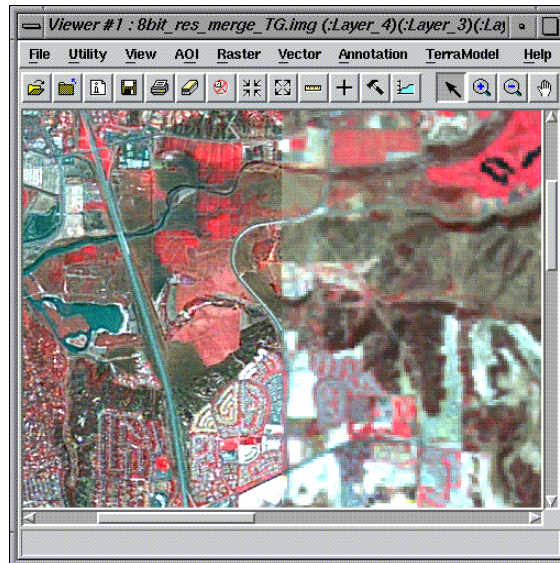 Viewer #1 : 8bit_res_merge_TG.img (:Layer_4)(:Layer_3)(:Lay
File Utility View AOI Raster Vector Annotation TerraModel Help